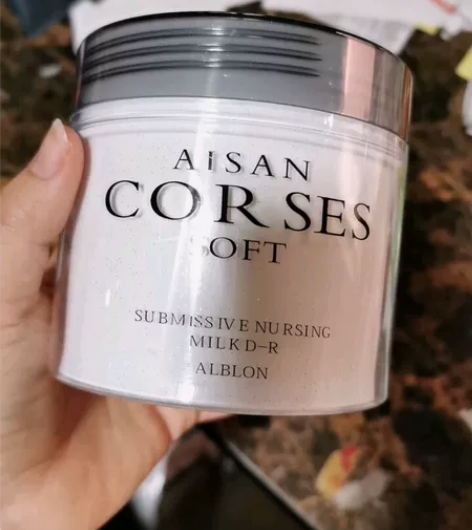 AiSAN
CORSES
SOFT
SUBMISSIVE NURSING
MILK D-R
ALBLON